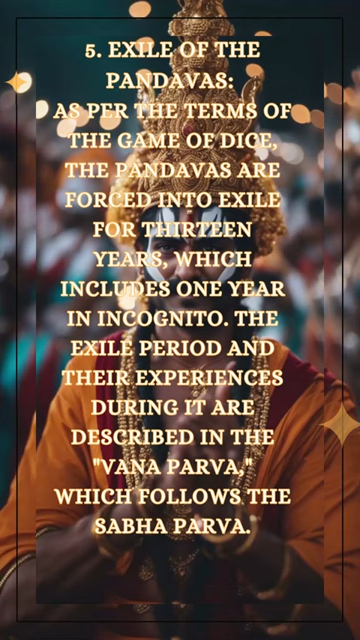 5. EXILE OF THE
PANDAVAS:
AS PER THE TERMS OF
THE GAME OF DICE,
THE PANDAVAS ARE
FORCED INTO EXILE
FOR THIRTEEN
YEARS, WHICH
INCLUDES ONE YEAR
IN INCOGNITO. THE
EXILE PERIOD AND
THEIR EXPERIENCES
DURING IT ARE
DESCRIBED IN THE
"VANA PARVA,"
WHICH FOLLOWS THE
SABHA PARVA.